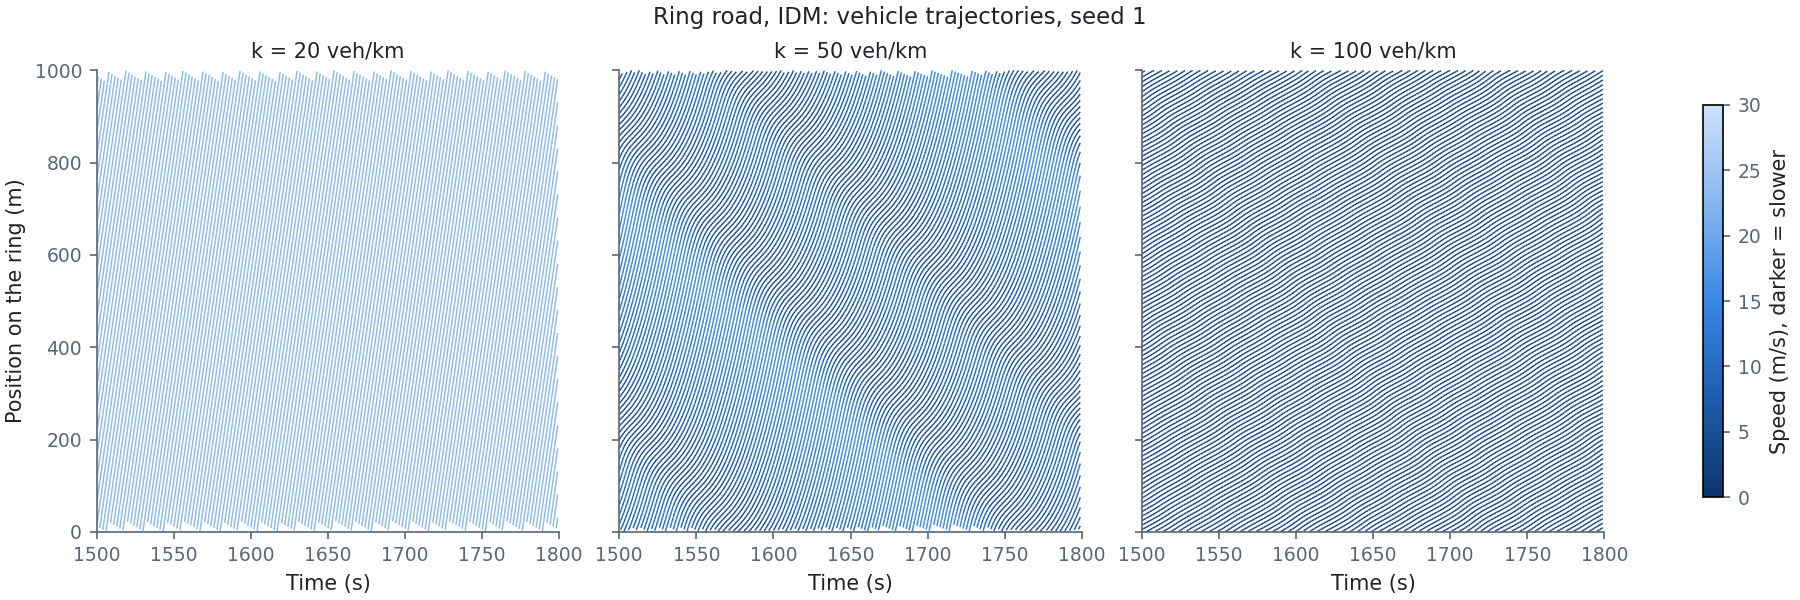 Ring road, IDM: vehicle trajectories, seed 1
k = 20 veh/km
k = 50 veh/km
k = 100 veh/km
Position on the ring (m)
1000
800
600
400
200
0
1500 1550 1600 1650 1700 1750 1800
1500 1550 1600 1650 1700 1750 1800
1500 1550 1600 1650 1700 1750 1800
Time (s)
Time (s)
Time (s)
30
25
20
15
10
5
0
Speed (m/s), darker = slower